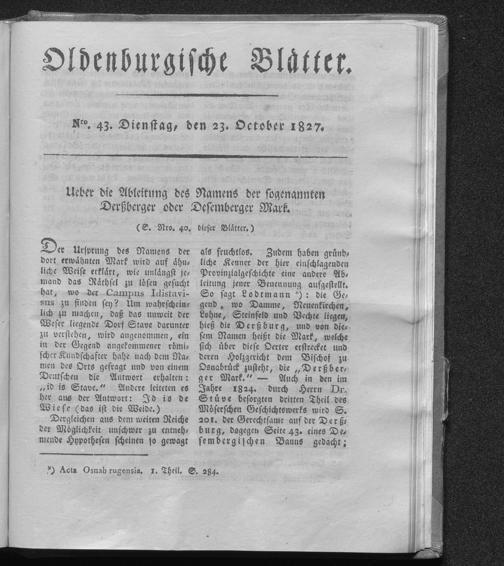 Oldenburgische Blätter.
Nro. 43. Dienstag, den 23. October 1827.
Ueber die Ableitung des Namens der sogenannten
Derßberger oder Desemberger Mark.
(S. Nro. 40. dieser Blätter.)
Der Ursprung des Namens der
dort erwähnten Mark wird auf ähn-
liche Weise erklärt, wie unlängst je-
mand das Räthsel zu lösen gesucht
hat, wo der Campus Idistavi-
sus zu finden sey? Um wahrschein-
lich zu machen, daß das unweit der
Weser liegende Dorf Stave darunter
zu verstehen, wird angenommen, ein
in der Gegend angekommener römi-
scher Kundschafter habe nach dem Na-
men des Orts gefragt und von einem
Deutschen die Antwort erhalten:
„id is Stave.“ Andere leiteten es
her aus der Antwort: Id is de
Wiese (das ist die Weide.)
Dergleichen aus dem weiten Reiche
der Möglichkeit unschwer zu entneh-
mende Hypothesen scheinen jo gewagt
als fruchtlos. Zudem haben gründ-
liche Kenner der hier einschlagenden
Provinzialgeschichte eine andere Ab-
leitung jener Benennung ausgestellt.
So sagt Lodtmann *): die Ge-
gend, wo Damme, Neuenkirchen,
Lohne, Steinfeld und Vechte liegen,
hieß die Derßburg, und von die-
sem Namen heißt die Mark, welche
sich über diese Oerter erstrecket und
deren Holzgericht dem Bischof zu
Osnabrück zusteht, die „Derßber-
ger Mark.“ — Auch in den im
Jahre 1824. durch Herrn Dr.
Stüve besorgten dritten Theil des
Möserschen Geschichtswerks wird S.
201. der Gerechtsame auf der Derß-
burg, dagegen Seite 43. eines De-
sembergischen Banns gedacht;
*) Acta Osnabrugensia. 1. Theil. S. 284.